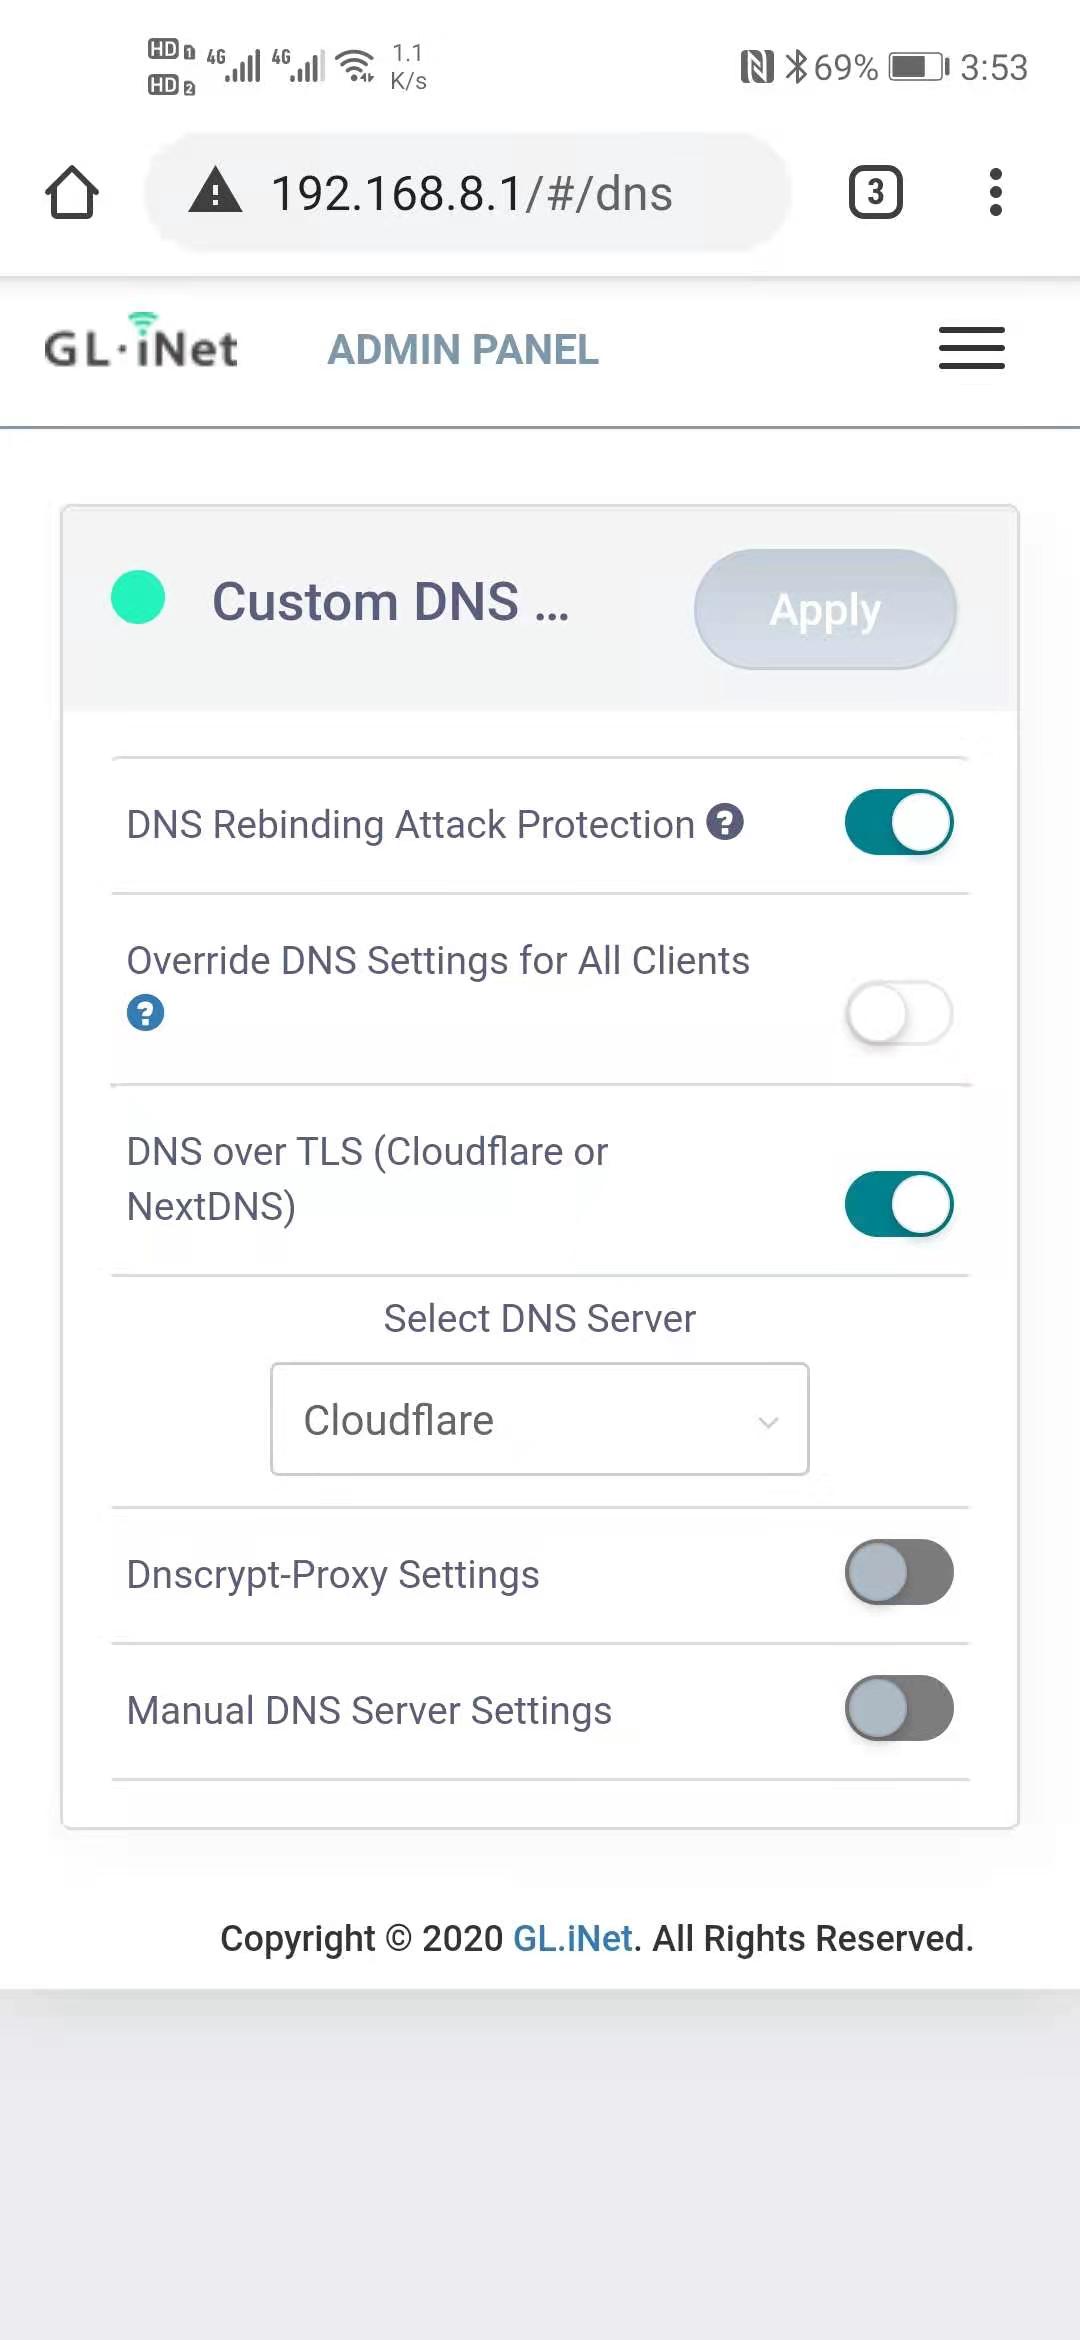 HD 1 4G 4G 1.1
HD 2 K/s
69% 3:53
192.168.8.1/#/dns
3
GL·iNet ADMIN PANEL
Custom DNS ...
Apply
DNS Rebinding Attack Protection ?
Override DNS Settings for All Clients
?
DNS over TLS (Cloudflare or
NextDNS)
Select DNS Server
Cloudflare
Dnscrypt-Proxy Settings
Manual DNS Server Settings
Copyright © 2020 GL.iNet. All Rights Reserved.